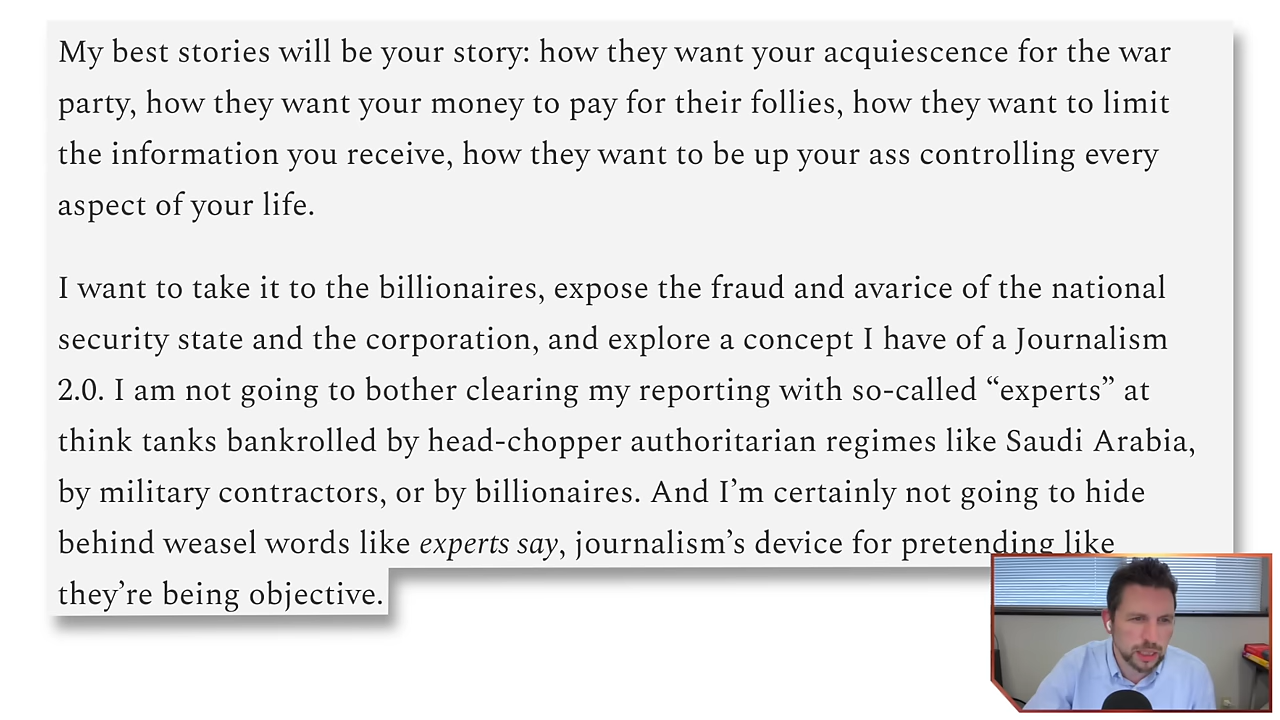 My best stories will be your story: how they want your acquiescence for the war
party, how they want your money to pay for their follies, how they want to limit
the information you receive, how they want to be up your ass controlling every
aspect of your life.
I want to take it to the billionaires, expose the fraud and avarice of the national
security state and the corporation, and explore a concept I have of a Journalism
2.0. I am not going to bother clearing my reporting with so-called “experts” at
think tanks bankrolled by head-chopper authoritarian regimes like Saudi Arabia,
by military contractors, or by billionaires. And I’m certainly not going to hide
behind weasel words like experts say, journalism’s device for pretending like
they’re being objective.